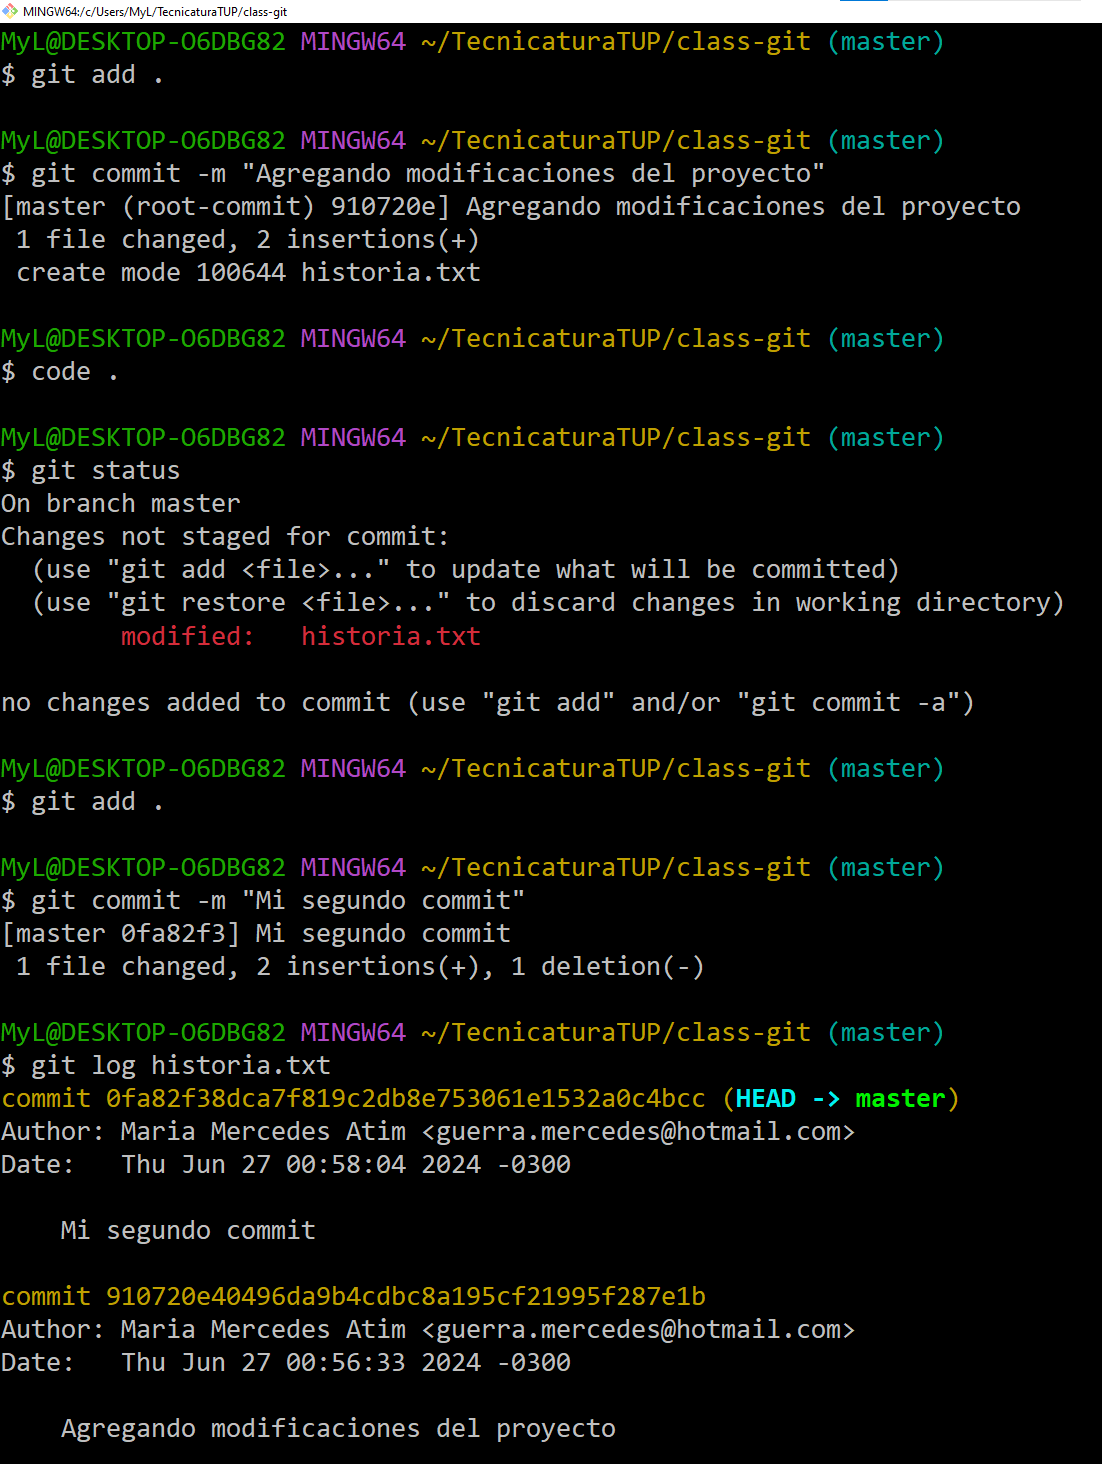 MINGW64:/c/Users/MyL/TecnicaturaTUP/class-git
MyL@DESKTOP-O6DBG82 MINGW64 ~/TecnicaturaTUP/class-git (master)
$ git add .
MyL@DESKTOP-O6DBG82 MINGW64 ~/TecnicaturaTUP/class-git (master)
$ git commit -m "Agregando modificaciones del proyecto"
[master (root-commit) 910720e] Agregando modificaciones del proyecto
 1 file changed, 2 insertions(+)
 create mode 100644 historia.txt
MyL@DESKTOP-O6DBG82 MINGW64 ~/TecnicaturaTUP/class-git (master)
$ code .
MyL@DESKTOP-O6DBG82 MINGW64 ~/TecnicaturaTUP/class-git (master)
$ git status
On branch master
Changes not staged for commit:
  (use "git add <file>..." to update what will be committed)
  (use "git restore <file>..." to discard changes in working directory)
        modified:   historia.txt
no changes added to commit (use "git add" and/or "git commit -a")
MyL@DESKTOP-O6DBG82 MINGW64 ~/TecnicaturaTUP/class-git (master)
$ git add .
MyL@DESKTOP-O6DBG82 MINGW64 ~/TecnicaturaTUP/class-git (master)
$ git commit -m "Mi segundo commit"
[master 0fa82f3] Mi segundo commit
 1 file changed, 2 insertions(+), 1 deletion(-)
MyL@DESKTOP-O6DBG82 MINGW64 ~/TecnicaturaTUP/class-git (master)
$ git log historia.txt
commit 0fa82f38dca7f819c2db8e753061e1532a0c4bcc (HEAD -> master)
Author: Maria Mercedes Atim <guerra.mercedes@hotmail.com>
Date:   Thu Jun 27 00:58:04 2024 -0300
    Mi segundo commit
commit 910720e40496da9b4cdbc8a195cf21995f287e1b
Author: Maria Mercedes Atim <guerra.mercedes@hotmail.com>
Date:   Thu Jun 27 00:56:33 2024 -0300
    Agregando modificaciones del proyecto